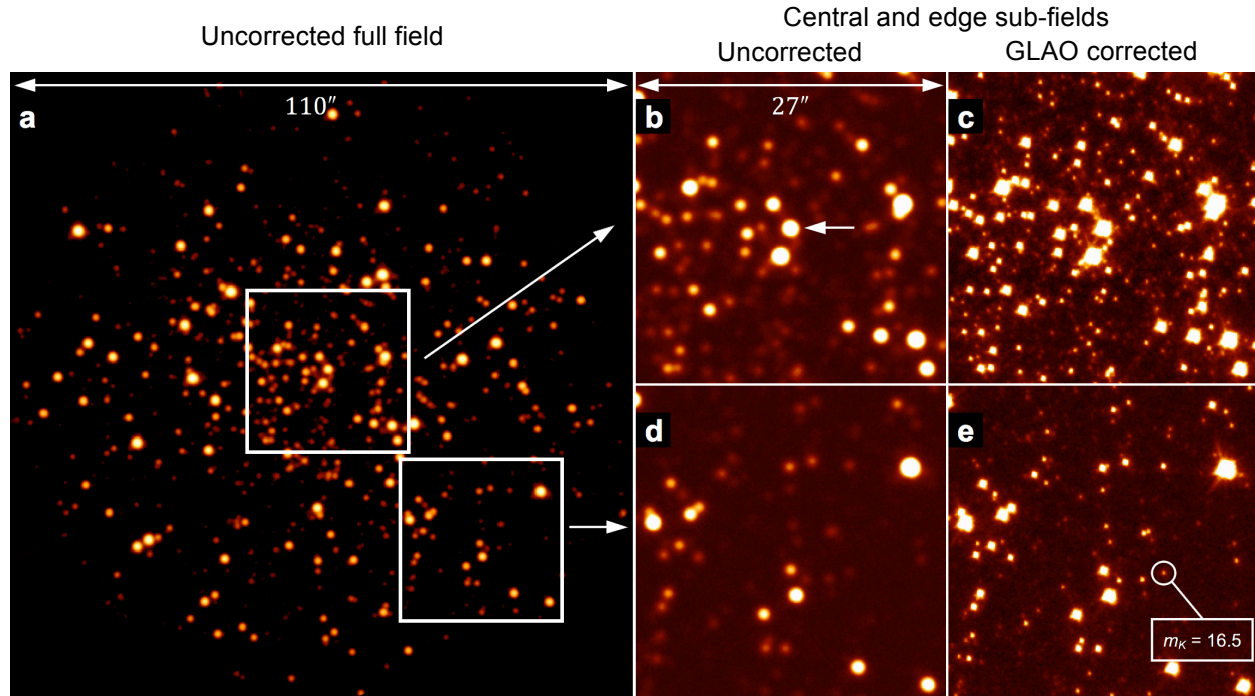 Uncorrected full field
Central and edge sub-fields
Uncorrected
GLAO corrected
110″
27″
a
b
c
d
e
m_K = 16.5